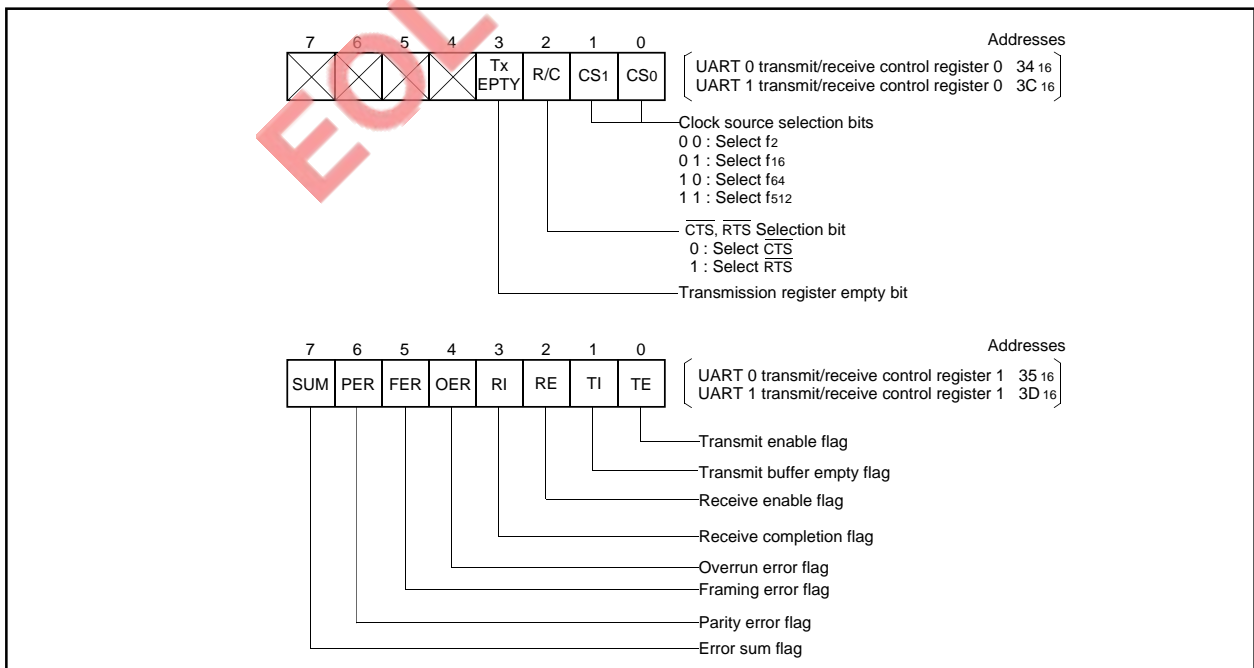 EOL
7 6 5 4 3 2 1 0
Addresses
Tx EPTY R/C CS1 CS0
UART 0 transmit/receive control register 0 34 16
UART 1 transmit/receive control register 0 3C 16
Clock source selection bits
0 0 : Select f2
0 1 : Select f16
1 0 : Select f64
1 1 : Select f512
CTS, RTS Selection bit
0 : Select CTS
1 : Select RTS
Transmission register empty bit
7 6 5 4 3 2 1 0
Addresses
SUM PER FER OER RI RE TI TE
UART 0 transmit/receive control register 1 35 16
UART 1 transmit/receive control register 1 3D 16
Transmit enable flag
Transmit buffer empty flag
Receive enable flag
Receive completion flag
Overrun error flag
Framing error flag
Parity error flag
Error sum flag